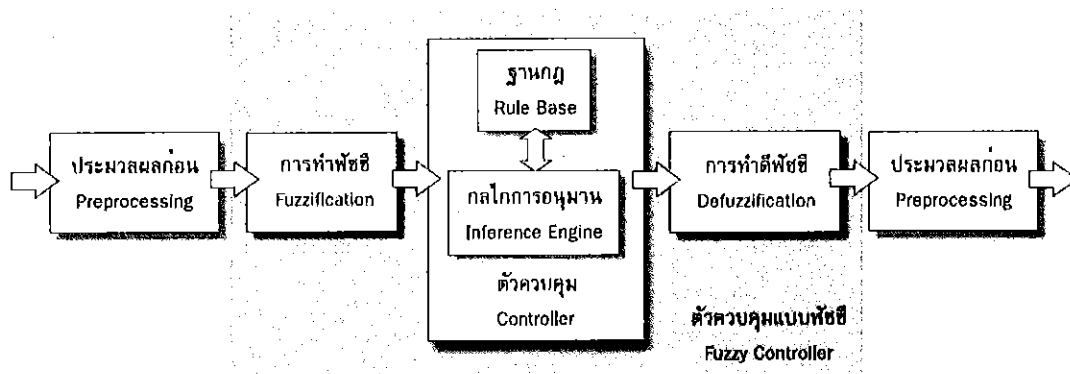 ประมวลผลก่อน
Preprocessing
การทำฟัซซี
Fuzzification
ฐานกฎ
Rule Base
กลไกการอนุมาน
Inference Engine
ตัวควบคุม
Controller
การทำดีฟัซซี
Defuzzification
ประมวลผลก่อน
Preprocessing
ตัวควบคุมแบบฟัซซี
Fuzzy Controller